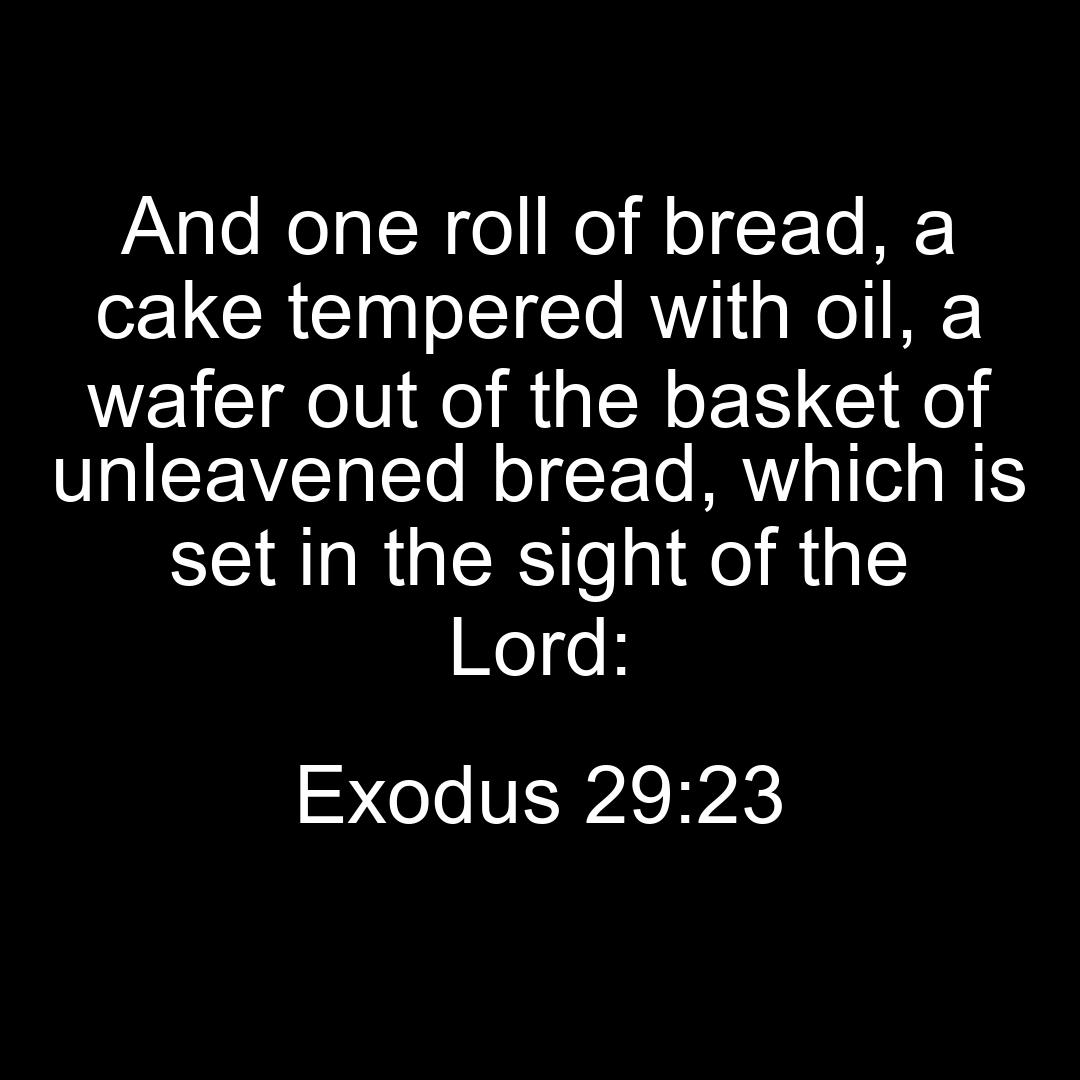 And one roll of bread, a
cake tempered with oil, a
wafer out of the basket of
unleavened bread, which is
set in the sight of the
Lord:
Exodus 29:23